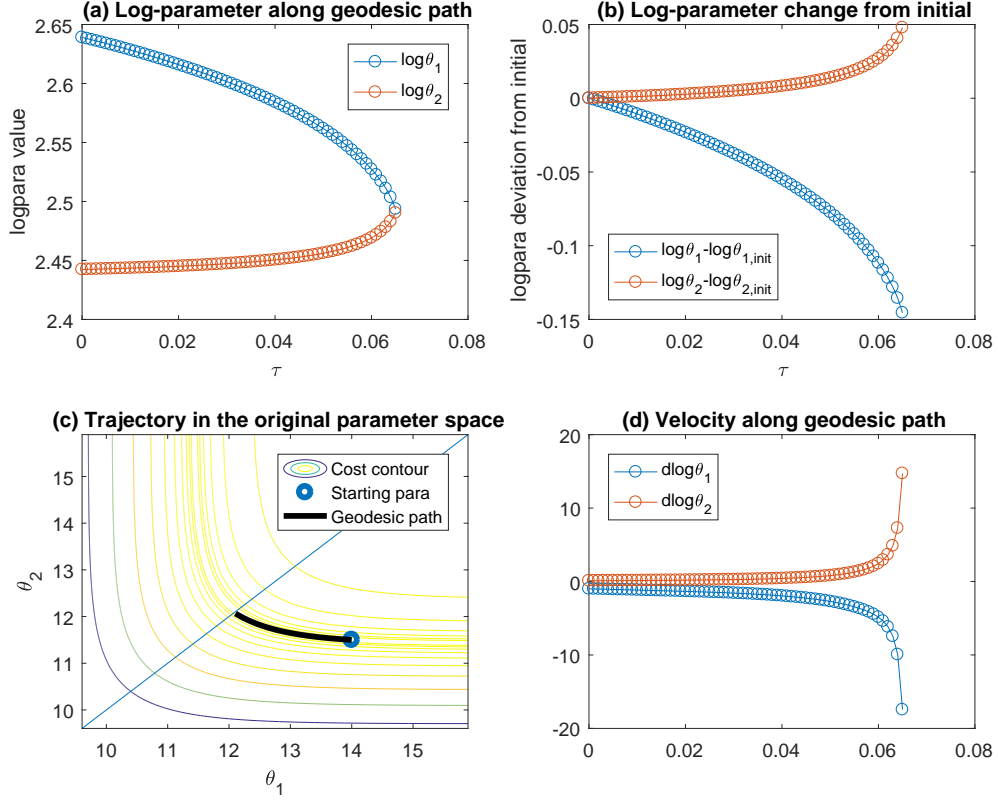 (a) Log-parameter along geodesic path
2.65
2.6
2.55
2.5
2.45
2.4
logpara value
logθ1
logθ2
0
0.02
0.04
0.06
0.08
τ
(b) Log-parameter change from initial
0.05
0
-0.05
-0.1
-0.15
logpara deviation from initial
logθ1-logθ1,init
logθ2-logθ2,init
0
0.02
0.04
0.06
0.08
τ
(c) Trajectory in the original parameter space
15
14
13
12
11
10
θ2
Cost contour
Starting para
Geodesic path
10
11
12
13
14
15
θ1
(d) Velocity along geodesic path
20
10
0
-10
-20
dlogθ1
dlogθ2
0
0.02
0.04
0.06
0.08